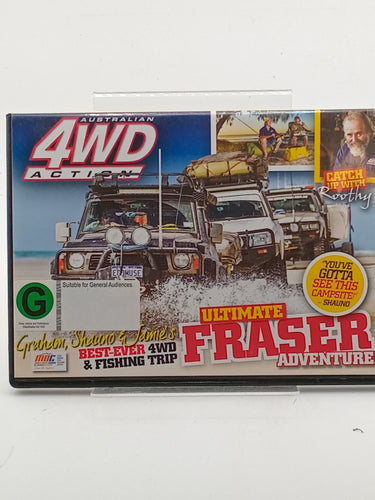 AUSTRALIAN
4WD
ACTION
CATCH
UP WITH
Roothy
"YOU'VE
GOTTA
SEE THIS
CAMPSITE"
– SHAUNO
G
Suitable for General Audiences.
Graham, Shauno & Jamie's
BEST-EVER 4WD
& FISHING TRIP
ULTIMATE
FRASER
ADVENTURE